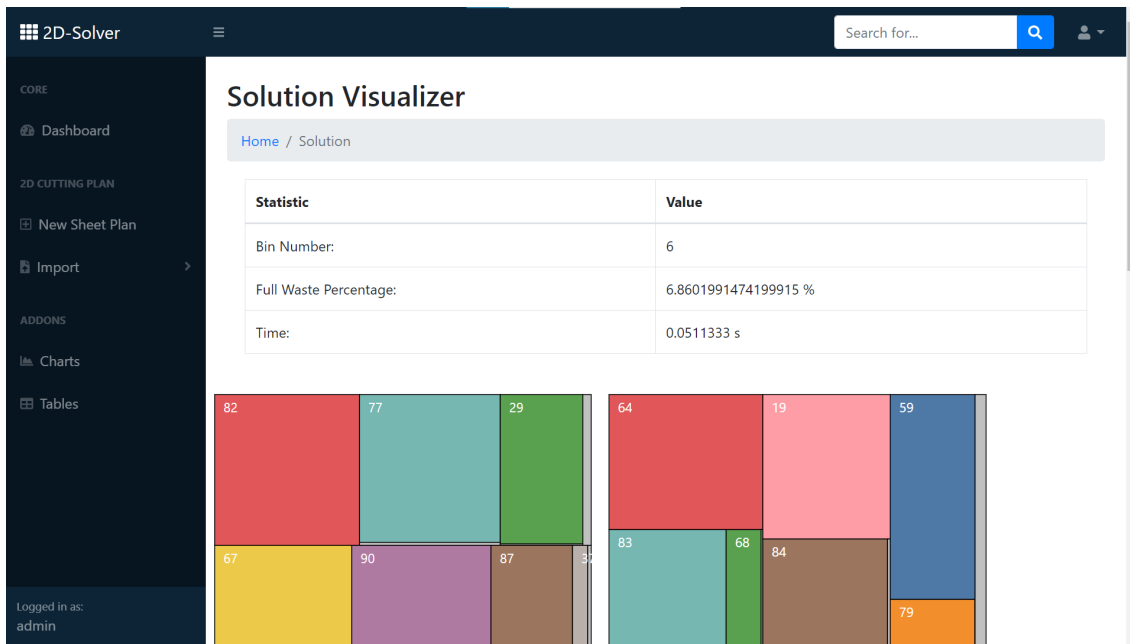 2D-Solver
Search for...
CORE
Dashboard
2D CUTTING PLAN
New Sheet Plan
Import
ADDONS
Charts
Tables
Logged in as:
admin
Solution Visualizer
Home / Solution
Statistic Value
Bin Number: 6
Full Waste Percentage: 6.8601991474199915 %
Time: 0.0511333 s
82 77 29
67 90 87
64 19 59
83 68 84
79